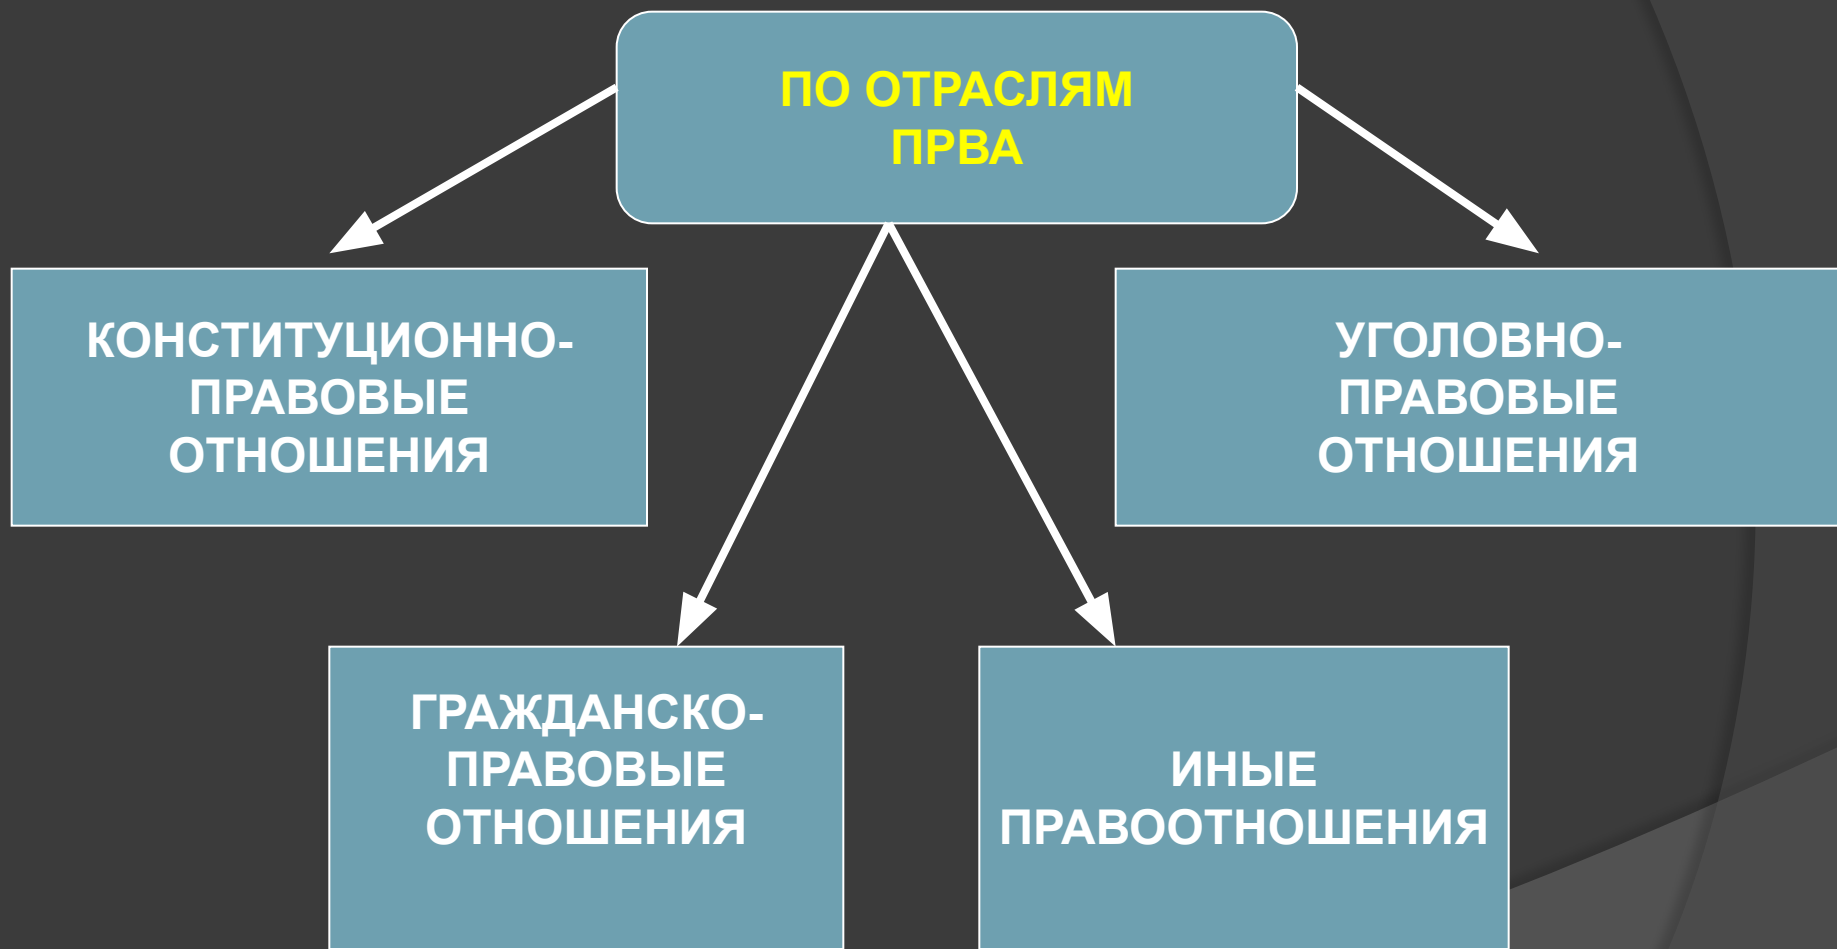 ПО ОТРАСЛЯМ
ПРВА
КОНСТИТУЦИОННО-
ПРАВОВЫЕ
ОТНОШЕНИЯ
УГОЛОВНО-
ПРАВОВЫЕ
ОТНОШЕНИЯ
ГРАЖДАНСКО-
ПРАВОВЫЕ
ОТНОШЕНИЯ
ИНЫЕ
ПРАВООТНОШЕНИЯ